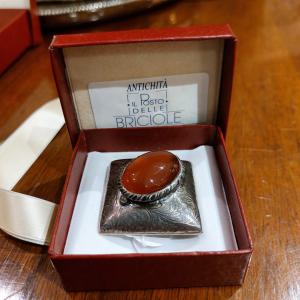 ANTICHITÀ
IL POSTO
DELLE
BRICIOLE